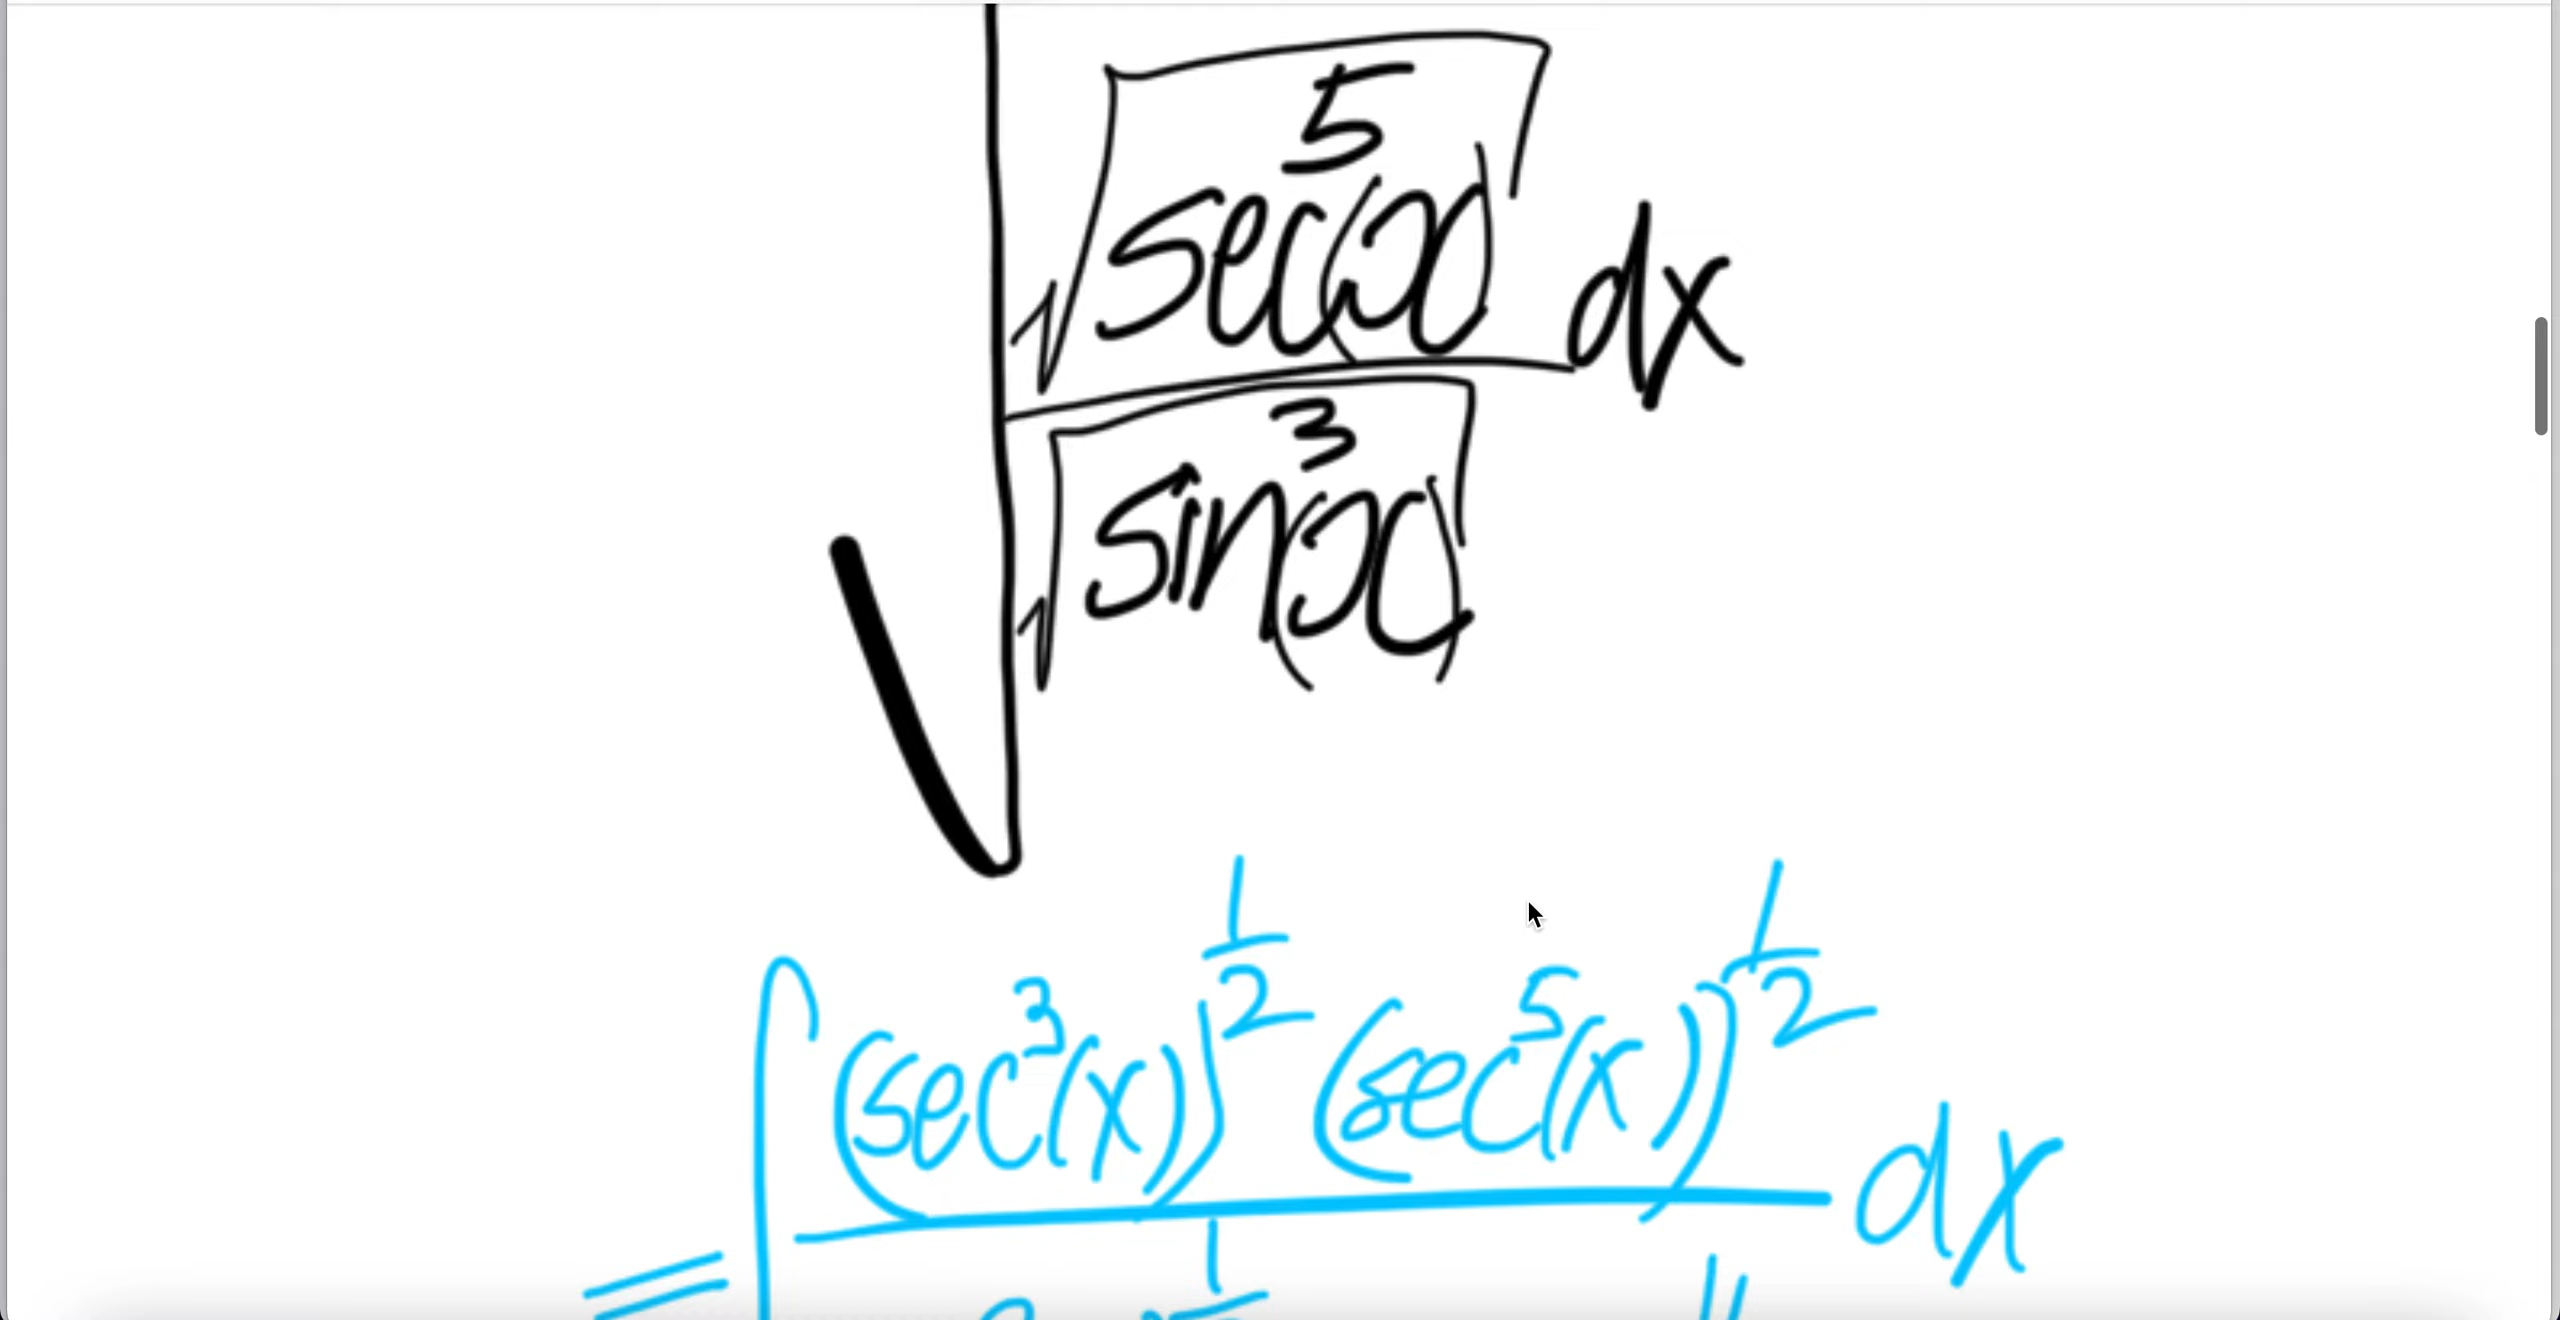 ∫ √(sec⁵(x)) / √(sin³(x)) dx
= ∫ (sec³(x))^(1/2) (sec⁵(x))^(1/2) / dx